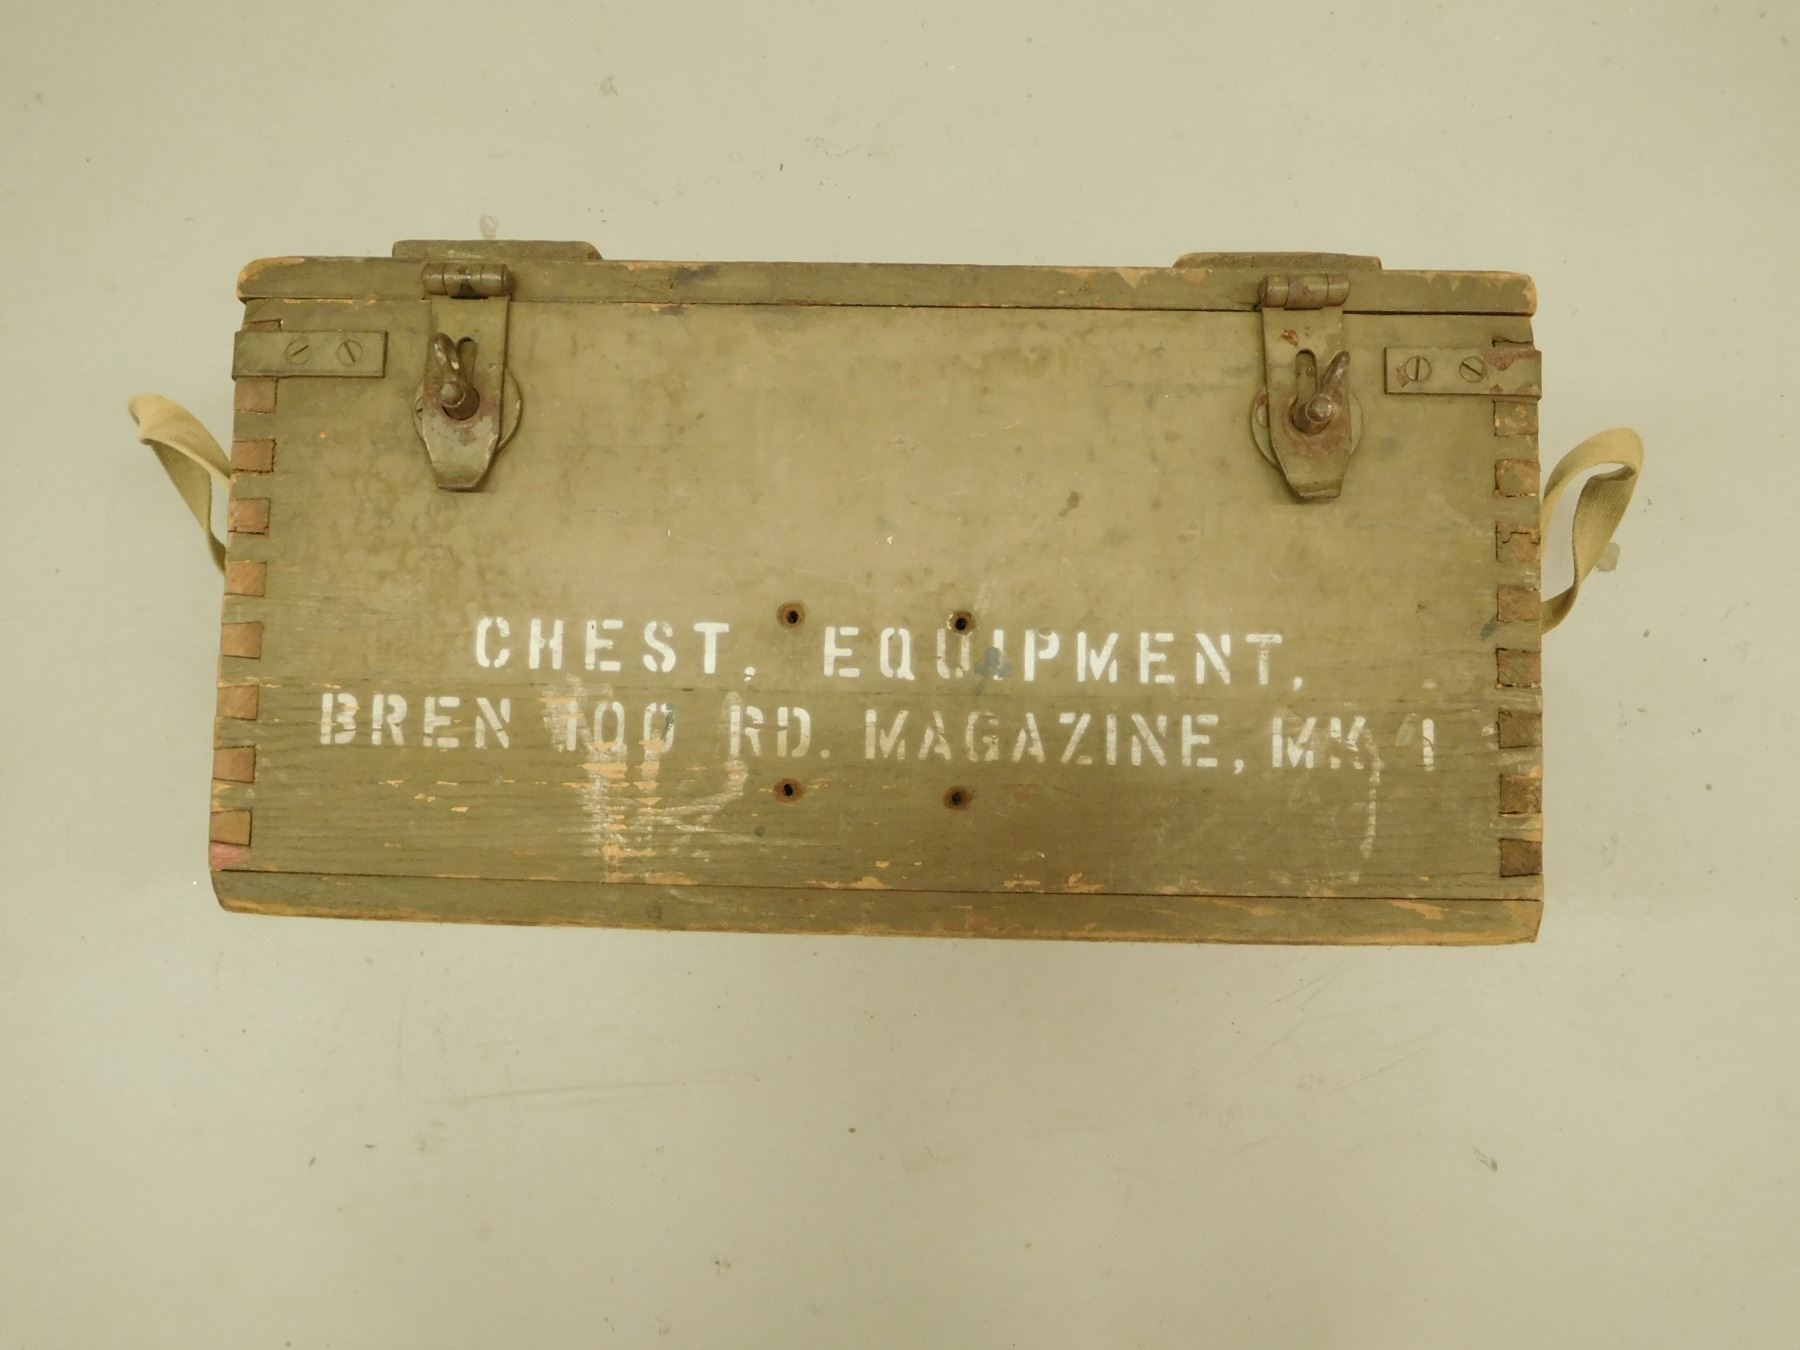 CHEST, EQUIPMENT,
BREN 100 RD. MAGAZINE, MK 1